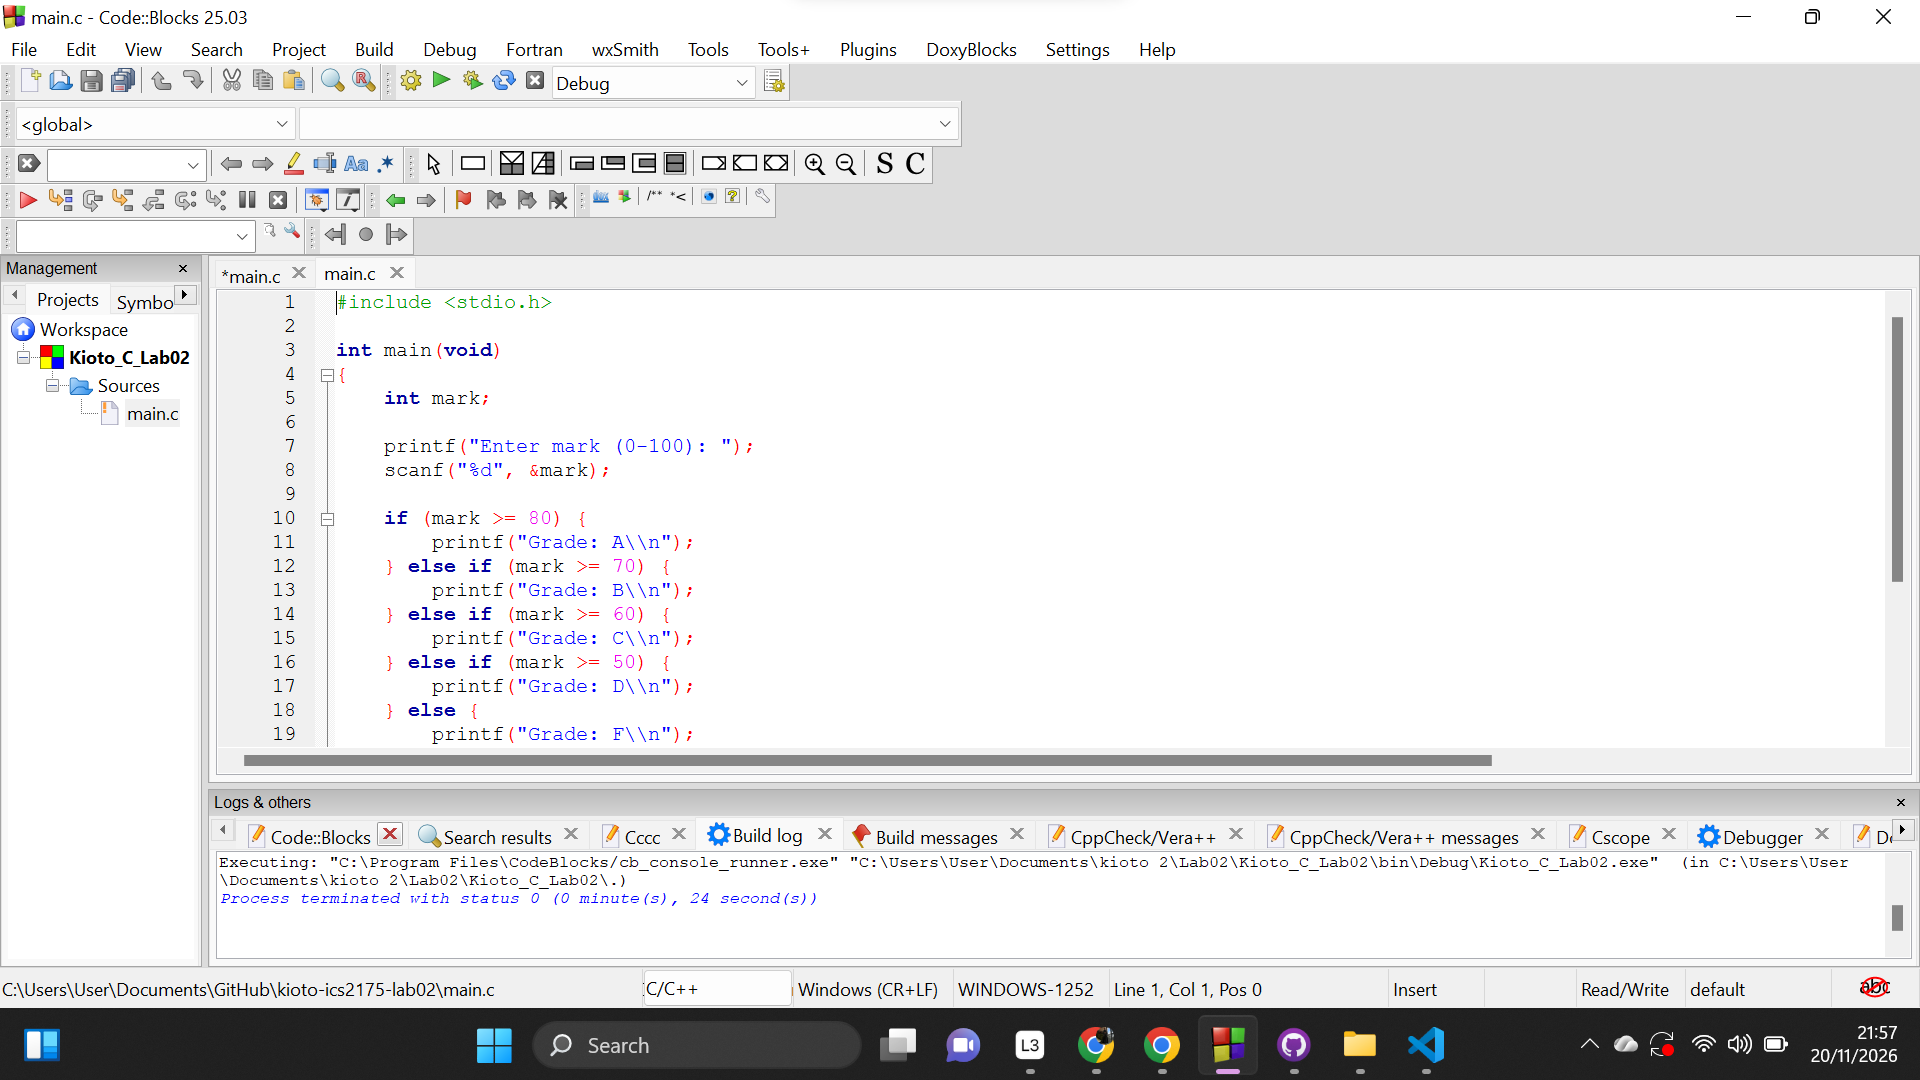 main.c - Code::Blocks 25.03
File Edit View Search Project Build Debug Fortran wxSmith Tools Tools+ Plugins DoxyBlocks Settings Help
Debug
<global>
Aa .* S C
/** *<
Management
Projects Symbo
Workspace
Kioto_C_Lab02
Sources
main.c
*main.c main.c
1 #include <stdio.h>
2
3 int main(void)
4 {
5 int mark;
6
7 printf("Enter mark (0-100): ");
8 scanf("%d", &mark);
9
10 if (mark >= 80) {
11 printf("Grade: A\\n");
12 } else if (mark >= 70) {
13 printf("Grade: B\\n");
14 } else if (mark >= 60) {
15 printf("Grade: C\\n");
16 } else if (mark >= 50) {
17 printf("Grade: D\\n");
18 } else {
19 printf("Grade: F\\n");
Logs & others
Code::Blocks Search results Cccc Build log Build messages CppCheck/Vera++ CppCheck/Vera++ messages Cscope Debugger
Executing: "C:\Program Files\CodeBlocks/cb_console_runner.exe" "C:\Users\User\Documents\kioto 2\Lab02\Kioto_C_Lab02\bin\Debug\Kioto_C_Lab02.exe" (in C:\Users\User
\Documents\kioto 2\Lab02\Kioto_C_Lab02\.)
Process terminated with status 0 (0 minute(s), 24 second(s))
C:\Users\User\Documents\GitHub\kioto-ics2175-lab02\main.c C/C++ Windows (CR+LF) WINDOWS-1252 Line 1, Col 1, Pos 0 Insert Read/Write default abc
Search
L3
21:57
20/11/2026